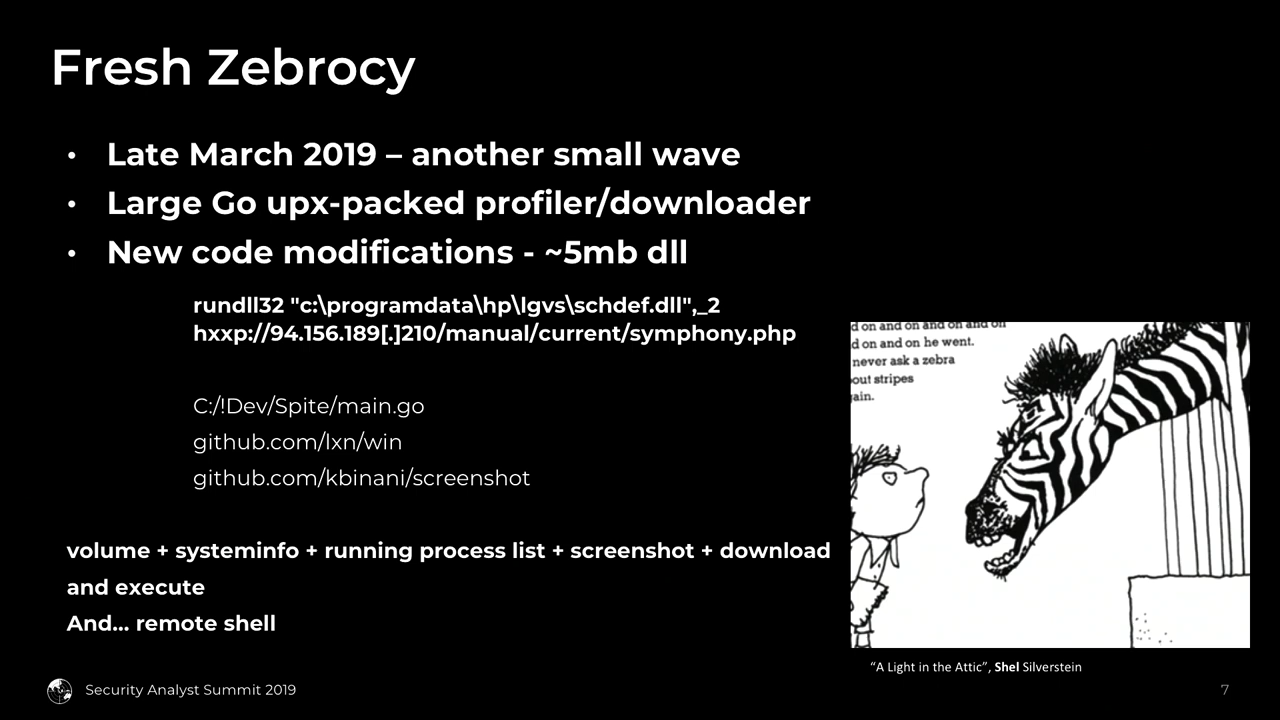 Fresh Zebrocy
• Late March 2019 – another small wave
• Large Go upx-packed profiler/downloader
• New code modifications - ~5mb dll
rundll32 "c:\programdata\hp\lgvs\schdef.dll",_2
hxxp://94.156.189[.]210/manual/current/symphony.php
C:/!Dev/Spite/main.go
github.com/lxn/win
github.com/kbinani/screenshot
volume + systeminfo + running process list + screenshot + download
and execute
And... remote shell
d on and on and on and on
d on and on he went.
never ask a zebra
out stripes
ain.
“A Light in the Attic”, Shel Silverstein
Security Analyst Summit 2019
7